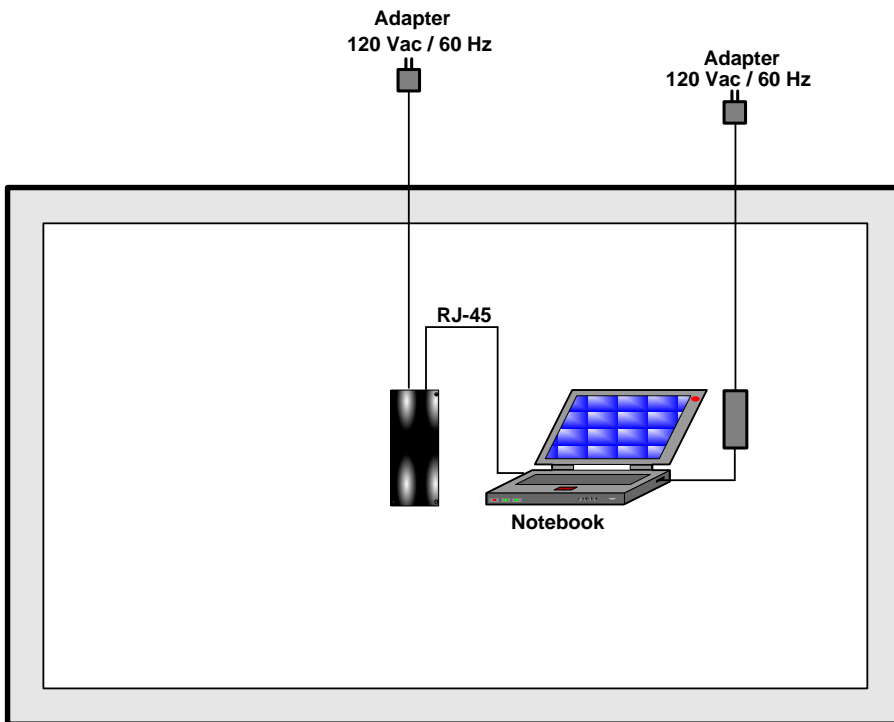 Adapter
120 Vac / 60 Hz
Adapter
120 Vac / 60 Hz
RJ-45
Notebook